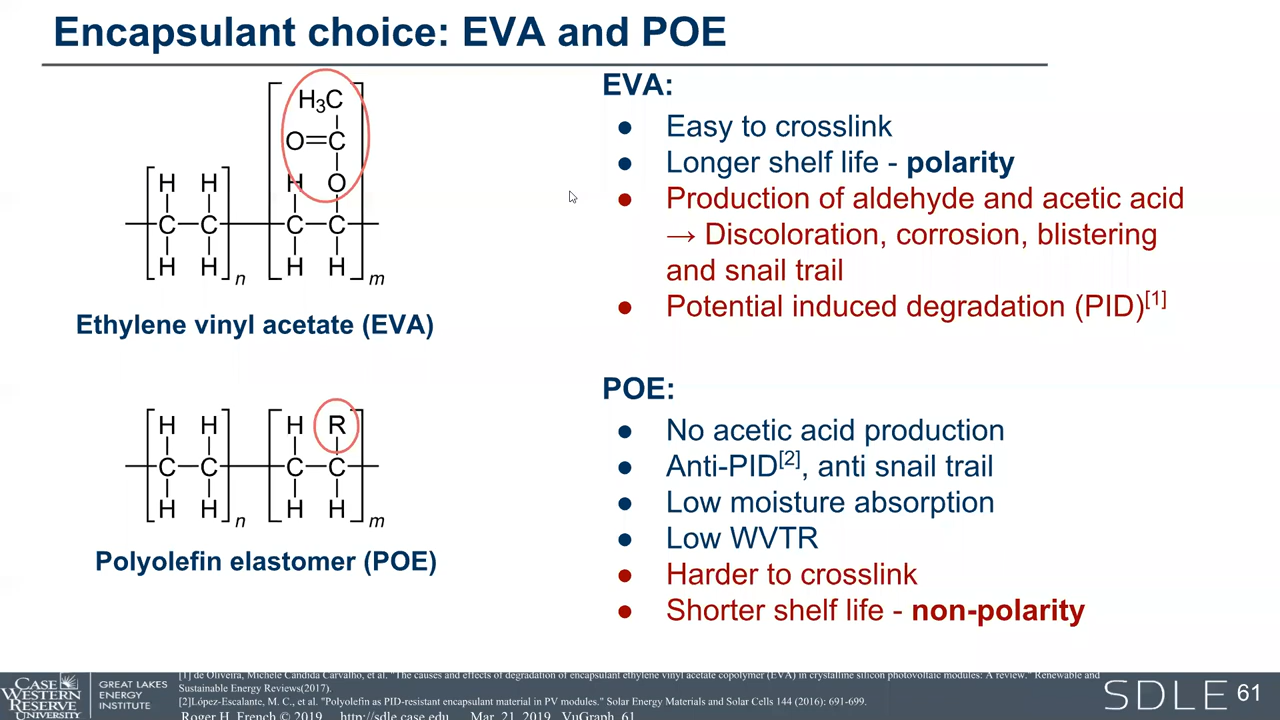 Encapsulant choice: EVA and POE
H₃C
O=C
H H H O
C C C C
H H H H
n m
Ethylene vinyl acetate (EVA)
H H H R
C C C C
H H H H
n m
Polyolefin elastomer (POE)
EVA:
● Easy to crosslink
● Longer shelf life - polarity
● Production of aldehyde and acetic acid
→ Discoloration, corrosion, blistering
and snail trail
● Potential induced degradation (PID)[1]
POE:
● No acetic acid production
● Anti-PID[2], anti snail trail
● Low moisture absorption
● Low WVTR
● Harder to crosslink
● Shorter shelf life - non-polarity
CASE
WESTERN
RESERVE
UNIVERSITY
GREAT LAKES
ENERGY
INSTITUTE
[1] de Oliveira, Michele Cândida Carvalho, et al. "The causes and effects of degradation of encapsulant ethylene vinyl acetate copolymer (EVA) in crystalline silicon photovoltaic modules: A review." Renewable and
Sustainable Energy Reviews(2017).
[2]López-Escalante, M. C., et al. "Polyolefin as PID-resistant encapsulant material in PV modules." Solar Energy Materials and Solar Cells 144 (2016): 691-699.
Roger H. French © 2019 http://sdle.case.edu Mar. 21, 2019 VuGraph 61
SDLE 61